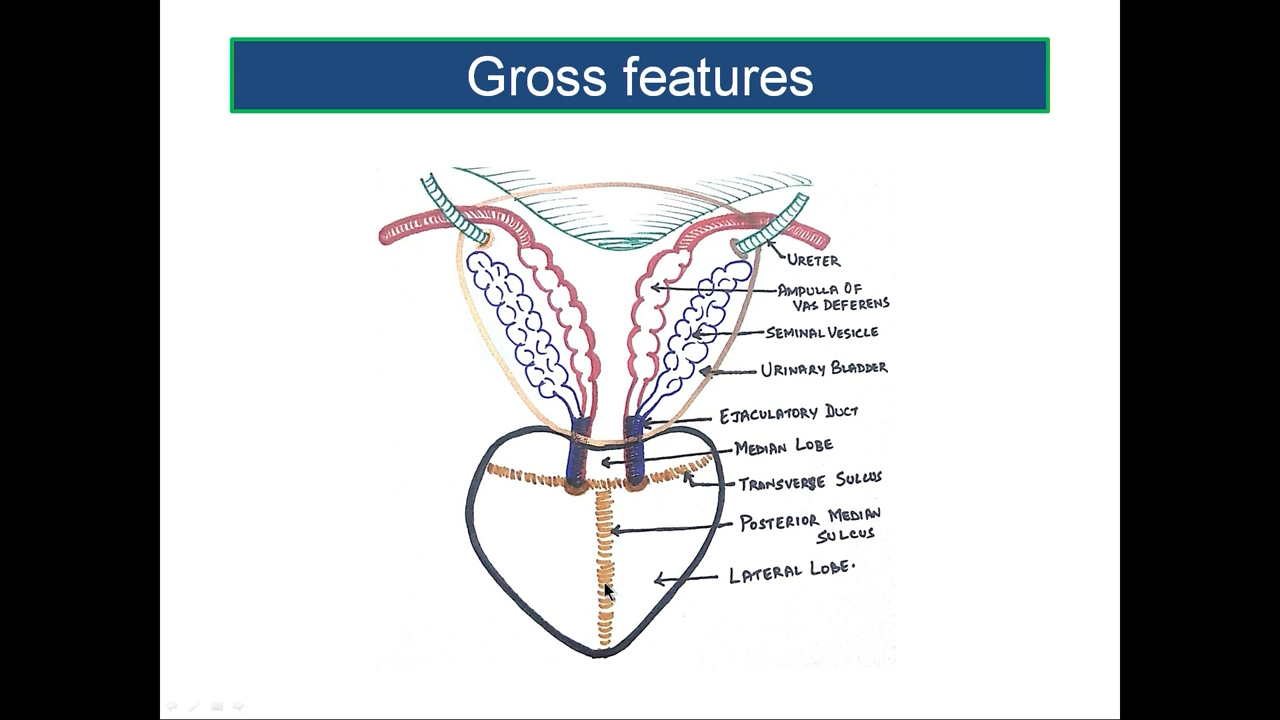 Gross features
URETER
AMPULLA OF
VAS DEFERENS
SEMINAL VESICLE
URINARY BLADDER
EJACULATORY DUCT
MEDIAN LOBE
TRANSVERSE SULCUS
POSTERIOR MEDIAN
SULCUS
LATERAL LOBE.